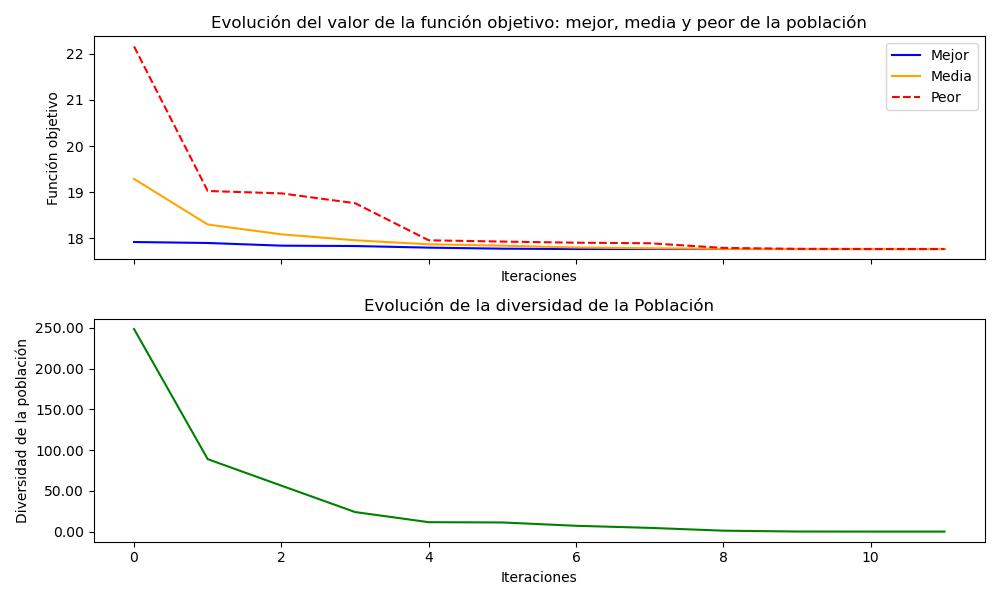 Evolución del valor de la función objetivo: mejor, media y peor de la población
22
21
20
19
18
Función objetivo
Mejor
Media
Peor
Iteraciones
Evolución de la diversidad de la Población
250.00
200.00
150.00
100.00
50.00
0.00
Diversidad de la población
0 2 4 6 8 10
Iteraciones